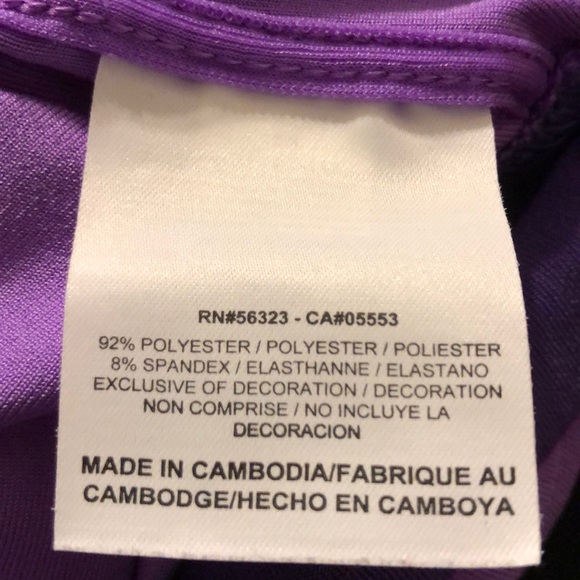 RN#56323 - CA#05553
92% POLYESTER / POLYESTER / POLIESTER
8% SPANDEX / ELASTHANNE / ELASTANO
EXCLUSIVE OF DECORATION / DECORATION
NON COMPRISE / NO INCLUYE LA
DECORACION
MADE IN CAMBODIA/FABRIQUE AU
CAMBODGE/HECHO EN CAMBOYA